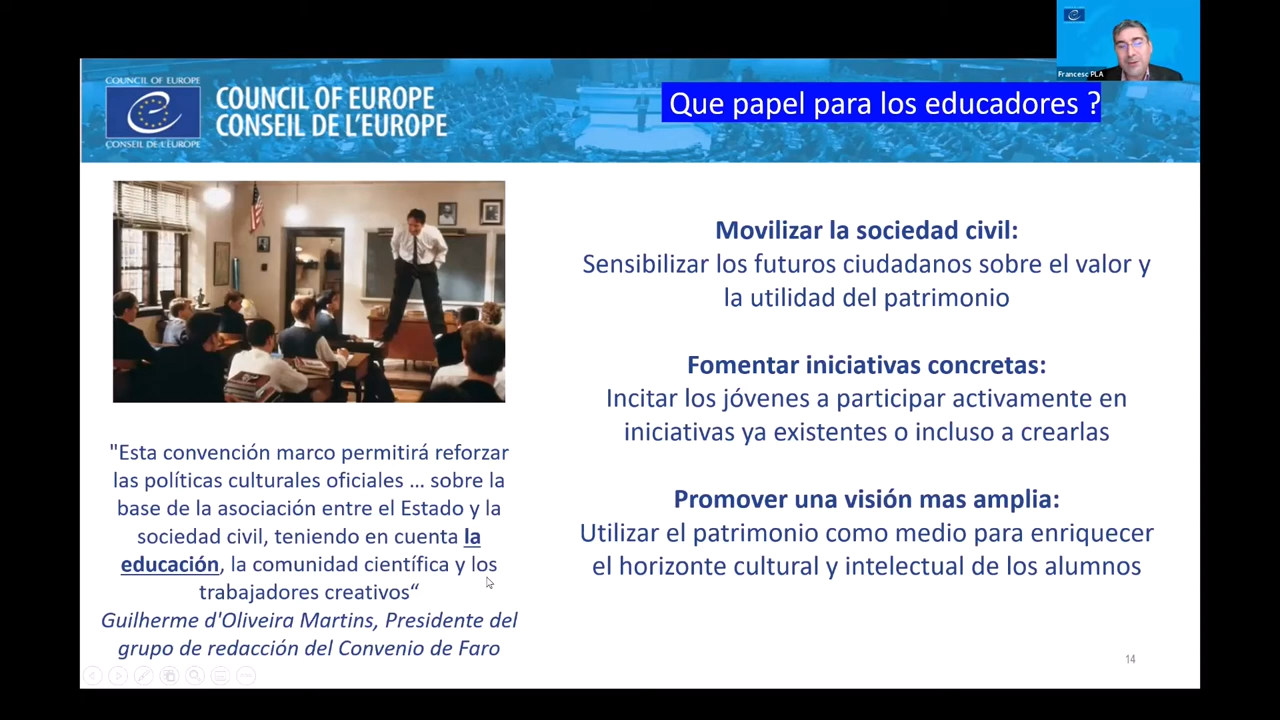 Francesc PLA
COUNCIL OF EUROPE
CONSEIL DE L'EUROPE
COUNCIL OF EUROPE
CONSEIL DE L'EUROPE
Que papel para los educadores ?
Movilizar la sociedad civil:
Sensibilizar los futuros ciudadanos sobre el valor y
la utilidad del patrimonio
Fomentar iniciativas concretas:
Incitar los jóvenes a participar activamente en
iniciativas ya existentes o incluso a crearlas
Promover una visión mas amplia:
Utilizar el patrimonio como medio para enriquecer
el horizonte cultural y intelectual de los alumnos
"Esta convención marco permitirá reforzar
las políticas culturales oficiales ... sobre la
base de la asociación entre el Estado y la
sociedad civil, teniendo en cuenta la
educación, la comunidad científica y los
trabajadores creativos“
Guilherme d'Oliveira Martins, Presidente del
grupo de redacción del Convenio de Faro
14